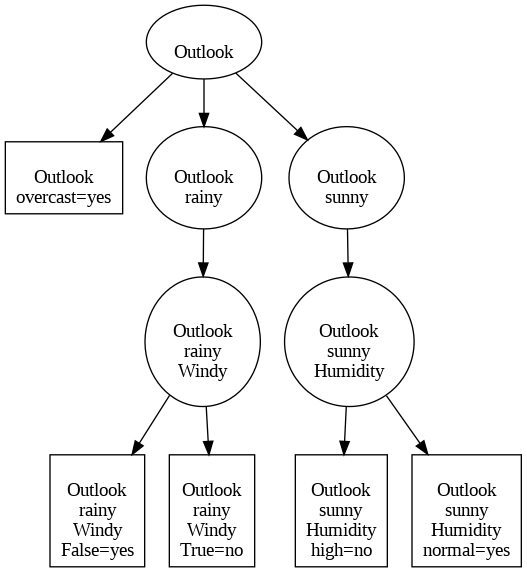 Outlook
Outlook
overcast=yes
Outlook
rainy
Outlook
sunny
Outlook
rainy
Windy
Outlook
sunny
Humidity
Outlook
rainy
Windy
False=yes
Outlook
rainy
Windy
True=no
Outlook
sunny
Humidity
high=no
Outlook
sunny
Humidity
normal=yes